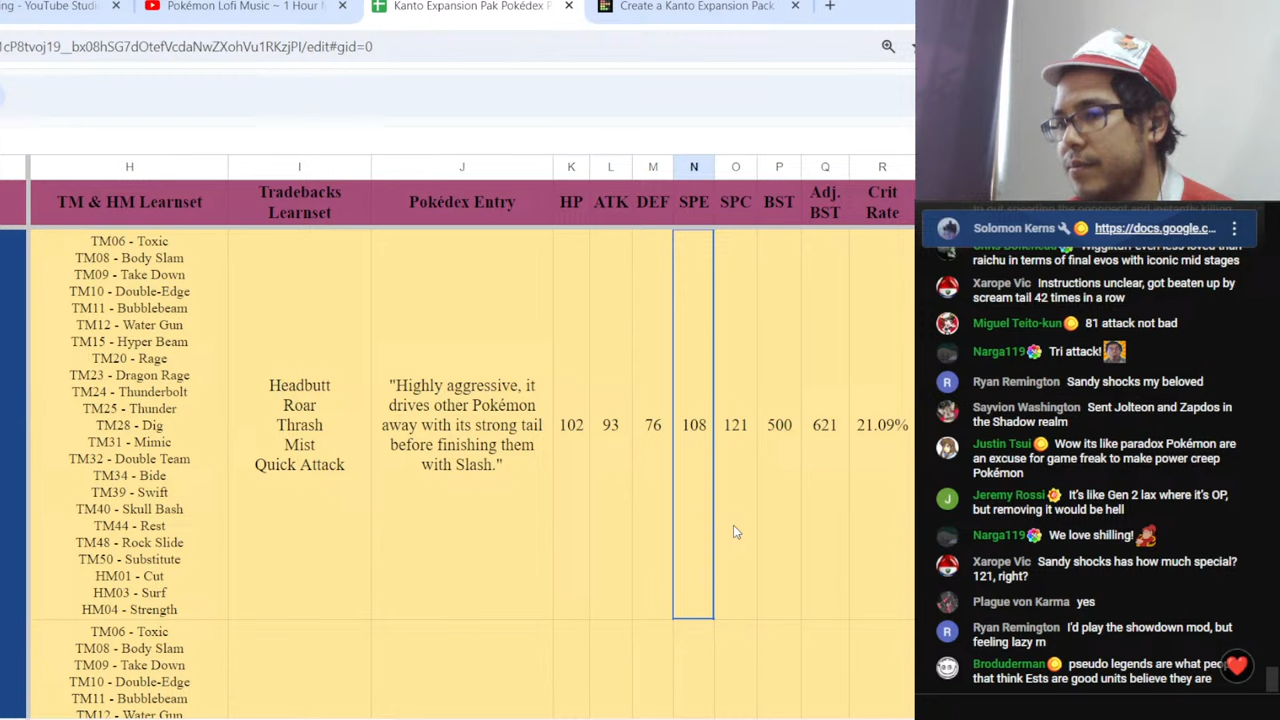 ng - YouTube Studi
Pokémon Lofi Music ~ 1 Hour
Kanto Expansion Pak Pokédex P
Create a Kanto Expansion Pack
1cP8tvoj19__bx08hSG7dOtefVcdaNwZXohVu1RKzjPI/edit#gid=0
H I J K L M N O P Q R
TM & HM Learnset
Tradebacks
Learnset
Pokédex Entry
HP ATK DEF SPE SPC BST
Adj.
BST
Crit
Rate
TM06 - Toxic
TM08 - Body Slam
TM09 - Take Down
TM10 - Double-Edge
TM11 - Bubblebeam
TM12 - Water Gun
TM15 - Hyper Beam
TM20 - Rage
TM23 - Dragon Rage
TM24 - Thunderbolt
TM25 - Thunder
TM28 - Dig
TM31 - Mimic
TM32 - Double Team
TM34 - Bide
TM39 - Swift
TM40 - Skull Bash
TM44 - Rest
TM48 - Rock Slide
TM50 - Substitute
HM01 - Cut
HM03 - Surf
HM04 - Strength
Headbutt
Roar
Thrash
Mist
Quick Attack
"Highly aggressive, it
drives other Pokémon
away with its strong tail
before finishing them
with Slash."
102 93 76 108 121 500 621 21.09%
TM06 - Toxic
TM08 - Body Slam
TM09 - Take Down
TM10 - Double-Edge
TM11 - Bubblebeam
TM12 - Water Gun
Solomon Kerns https://docs.google.c...
Wigglituff even less loved than
raichu in terms of final evos with iconic mid stages
Xarope Vic Instructions unclear, got beaten up by
scream tail 42 times in a row
Miguel Teito-kun 81 attack not bad
Narga119 Tri attack!
Ryan Remington Sandy shocks my beloved
Sayvion Washington Sent Jolteon and Zapdos in
the Shadow realm
Justin Tsui Wow its like paradox Pokémon are
an excuse for game freak to make power creep
Pokémon
Jeremy Rossi It's like Gen 2 lax where it's OP,
but removing it would be hell
Narga119 We love shilling!
Xarope Vic Sandy shocks has how much special?
121, right?
Plague von Karma yes
Ryan Remington I'd play the showdown mod, but
feeling lazy rn
Broduderman pseudo legends are what peop
that think Ests are good units believe they are